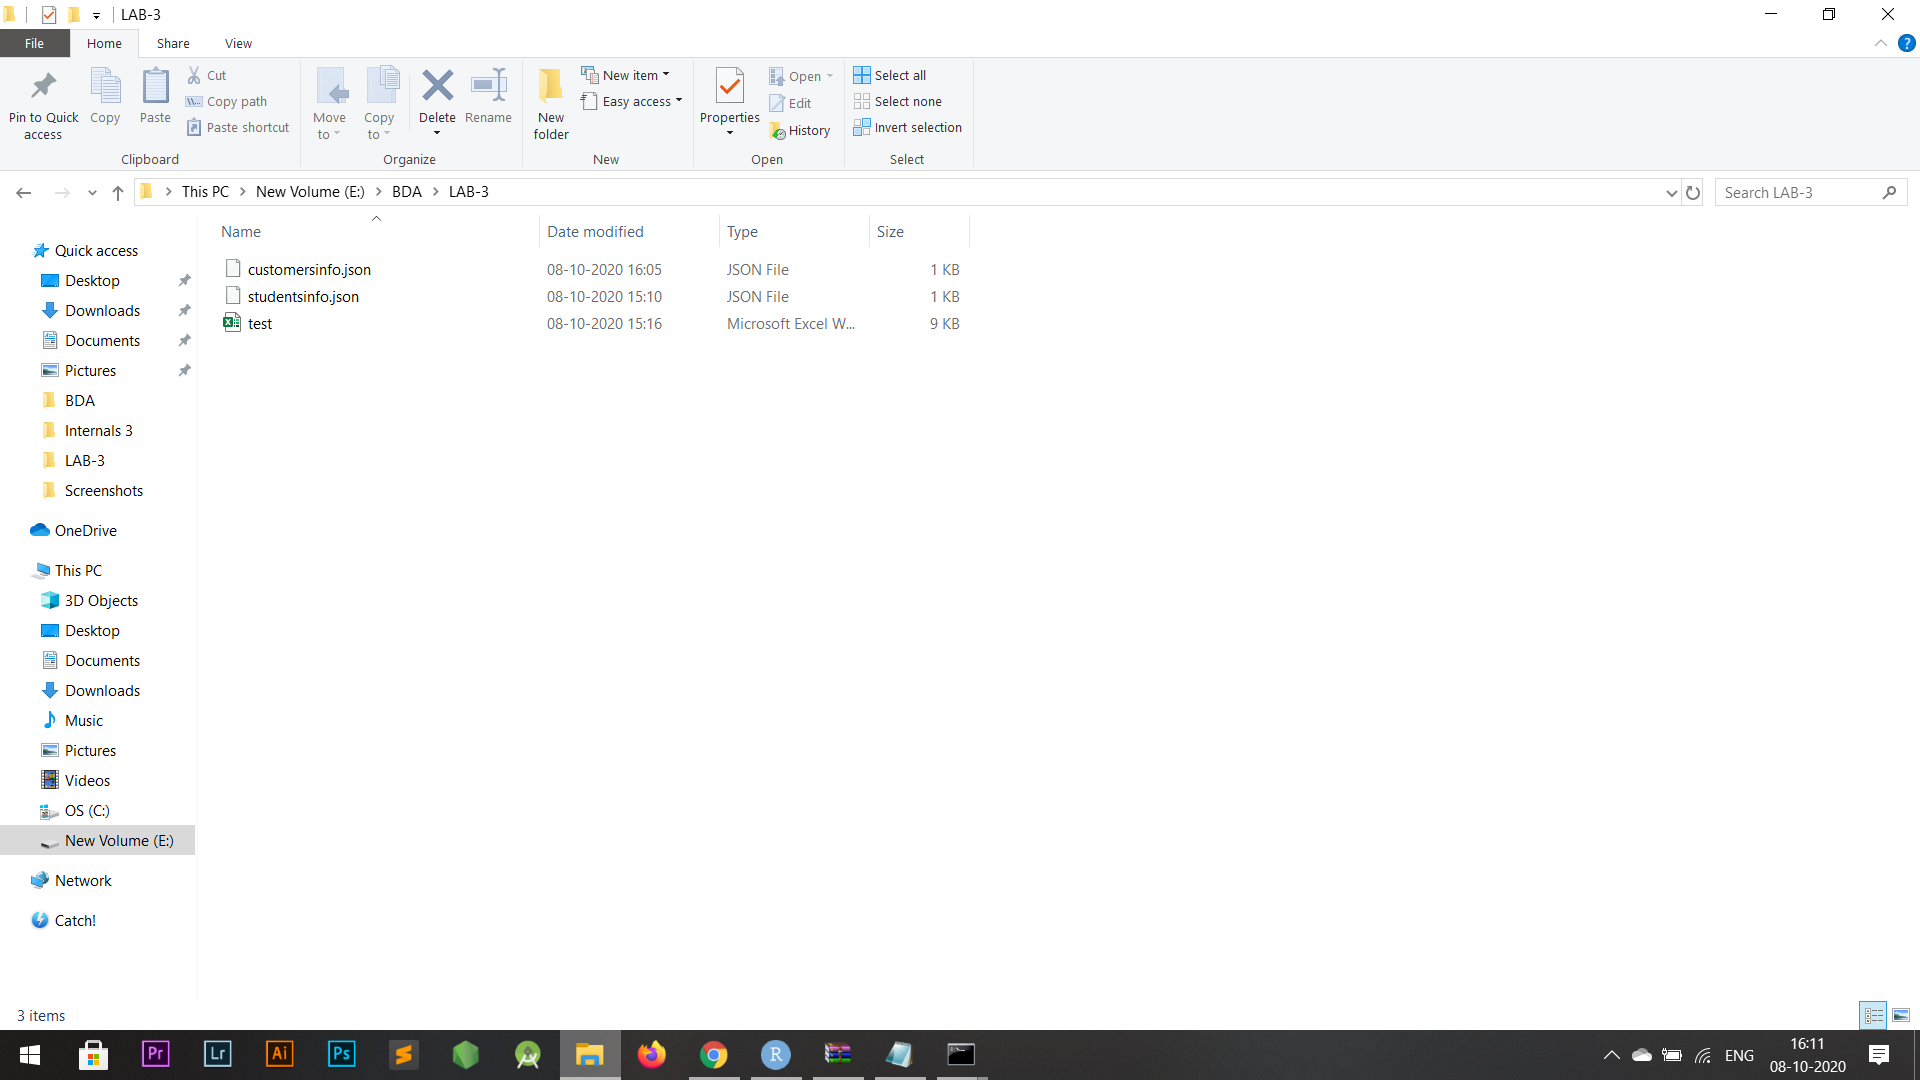 LAB-3
File Home Share View
Pin to Quick access
Copy
Paste
Cut
Copy path
Paste shortcut
Clipboard
Move to
Copy to
Delete
Rename
Organize
New folder
New item
Easy access
New
Properties
Open
Edit
History
Open
Select all
Select none
Invert selection
Select
This PC New Volume (E:) BDA LAB-3
Search LAB-3
Name Date modified Type Size
customersinfo.json 08-10-2020 16:05 JSON File 1 KB
studentsinfo.json 08-10-2020 15:10 JSON File 1 KB
test 08-10-2020 15:16 Microsoft Excel W... 9 KB
Quick access
Desktop
Downloads
Documents
Pictures
BDA
Internals 3
LAB-3
Screenshots
OneDrive
This PC
3D Objects
Desktop
Documents
Downloads
Music
Pictures
Videos
OS (C:)
New Volume (E:)
Network
Catch!
3 items
Pr Lr Ai Ps R
ENG
16:11
08-10-2020